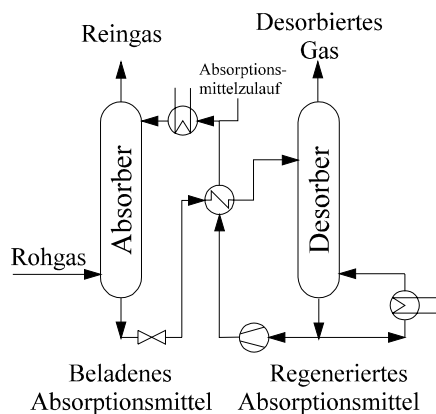 Reingas
Desorbiertes
Gas
Absorptions-
mittelzulauf
Absorber
Desorber
Rohgas
Beladenes
Absorptionsmittel
Regeneriertes
Absorptionsmittel